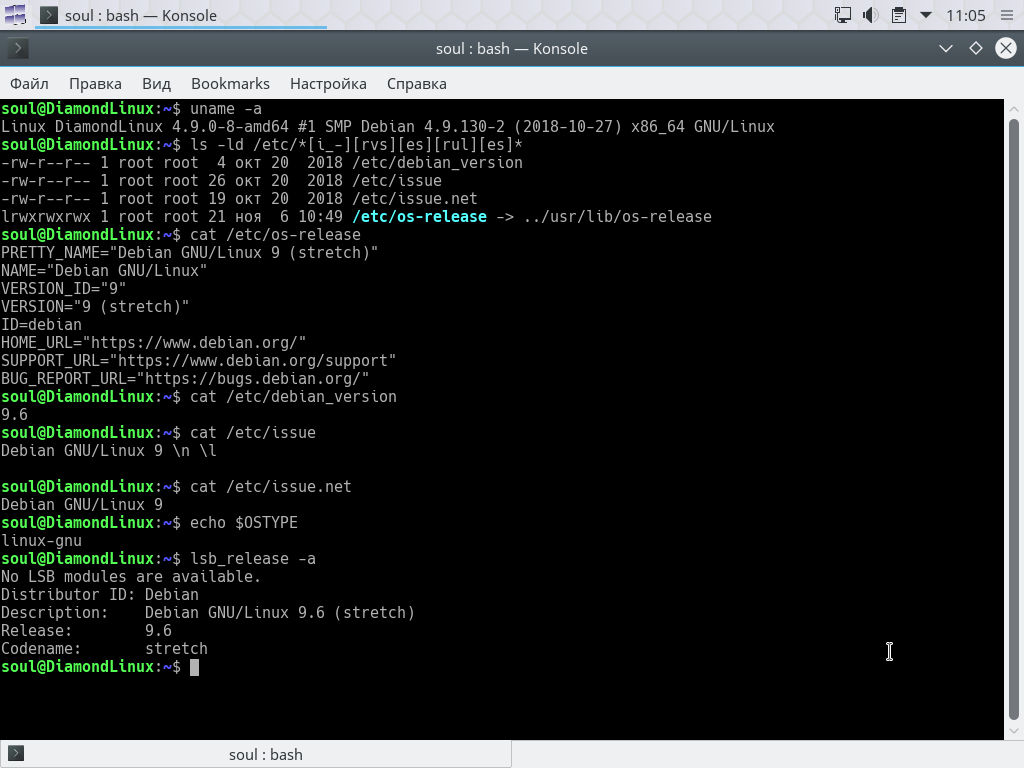 soul : bash — Konsole
11:05
soul : bash — Konsole
Файл Правка Вид Bookmarks Настройка Справка
soul@DiamondLinux:~$ uname -a
Linux DiamondLinux 4.9.0-8-amd64 #1 SMP Debian 4.9.130-2 (2018-10-27) x86_64 GNU/Linux
soul@DiamondLinux:~$ ls -ld /etc/*[i_-][rvs][es][rul][es]*
-rw-r--r-- 1 root root  4 окт 20  2018 /etc/debian_version
-rw-r--r-- 1 root root 26 окт 20  2018 /etc/issue
-rw-r--r-- 1 root root 19 окт 20  2018 /etc/issue.net
lrwxrwxrwx 1 root root 21 ноя  6 10:49 /etc/os-release -> ../usr/lib/os-release
soul@DiamondLinux:~$ cat /etc/os-release
PRETTY_NAME="Debian GNU/Linux 9 (stretch)"
NAME="Debian GNU/Linux"
VERSION_ID="9"
VERSION="9 (stretch)"
ID=debian
HOME_URL="https://www.debian.org/"
SUPPORT_URL="https://www.debian.org/support"
BUG_REPORT_URL="https://bugs.debian.org/"
soul@DiamondLinux:~$ cat /etc/debian_version
9.6
soul@DiamondLinux:~$ cat /etc/issue
Debian GNU/Linux 9 \n \l
soul@DiamondLinux:~$ cat /etc/issue.net
Debian GNU/Linux 9
soul@DiamondLinux:~$ echo $OSTYPE
linux-gnu
soul@DiamondLinux:~$ lsb_release -a
No LSB modules are available.
Distributor ID: Debian
Description:    Debian GNU/Linux 9.6 (stretch)
Release:        9.6
Codename:       stretch
soul@DiamondLinux:~$
soul : bash